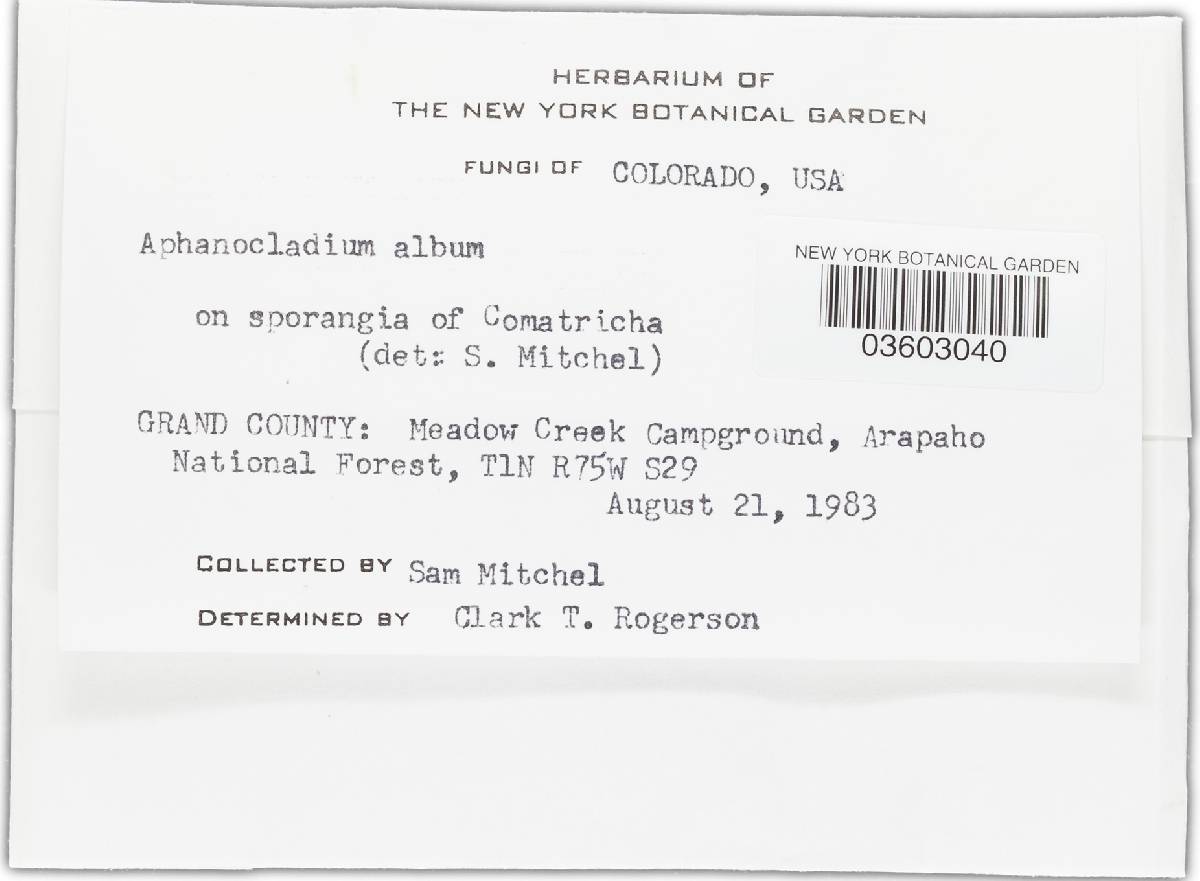 HERBARIUM OF
THE NEW YORK BOTANICAL GARDEN
FUNGI OF COLORADO, USA
Aphanocladium album
NEW YORK BOTANICAL GARDEN
03603040
on sporangia of Comatricha
(det: S. Mitchel)
GRAND COUNTY: Meadow Creek Campground, Arapaho
National Forest, T1N R75W S29
August 21, 1983
COLLECTED BY Sam Mitchel
DETERMINED BY Clark T. Rogerson